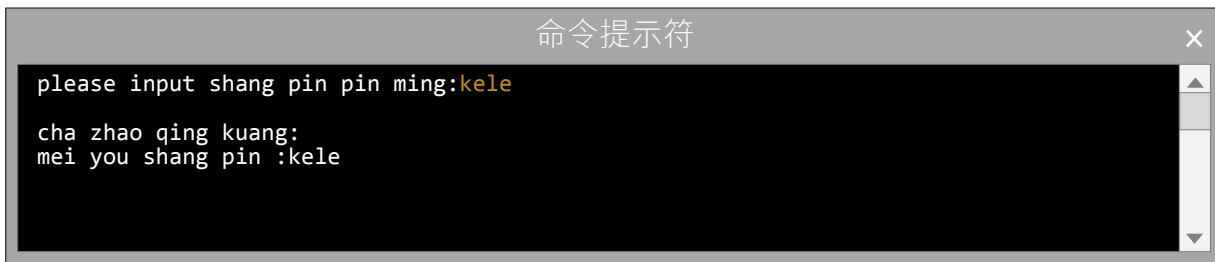 命令提示符
please input shang pin pin ming:kele
cha zhao qing kuang:
mei you shang pin :kele